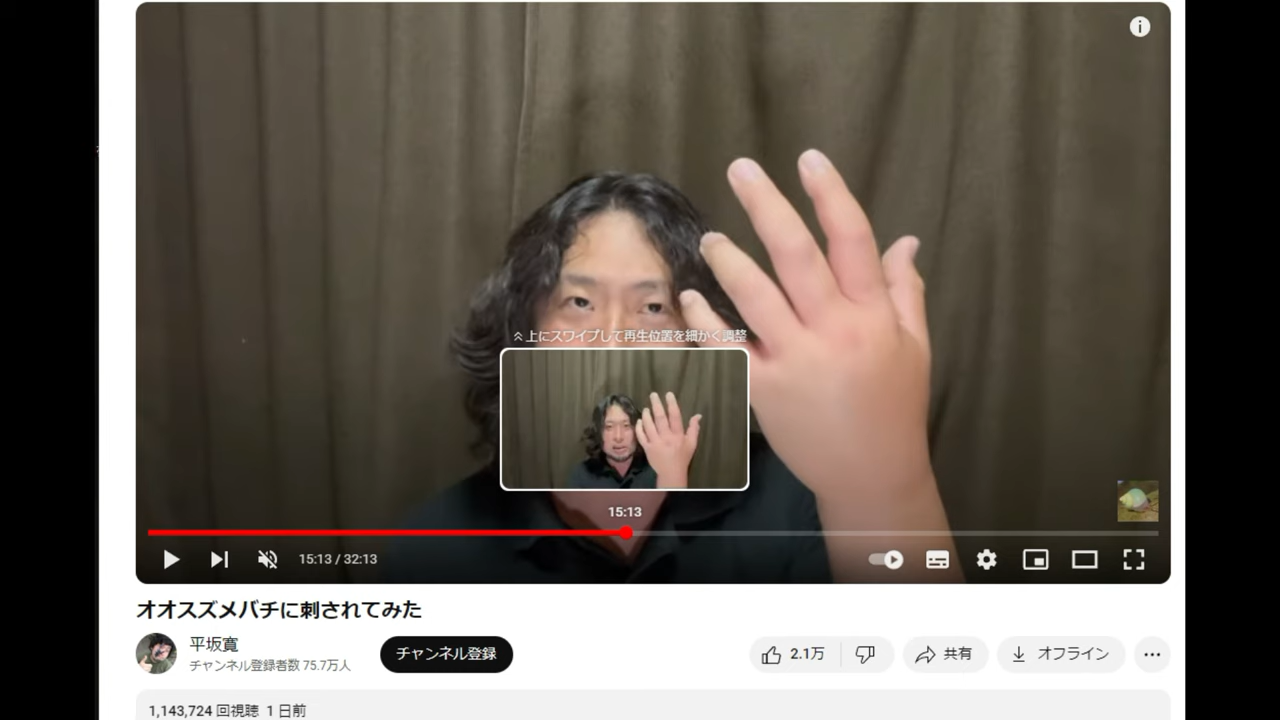 上にスワイプして再生位置を細かく調整
15:13
15:13 / 32:13
オオスズメバチに刺されてみた
平坂寛
チャンネル登録者数 75.7万人
チャンネル登録
2.1万
共有
オフライン
1,143,724 回視聴 1 日前